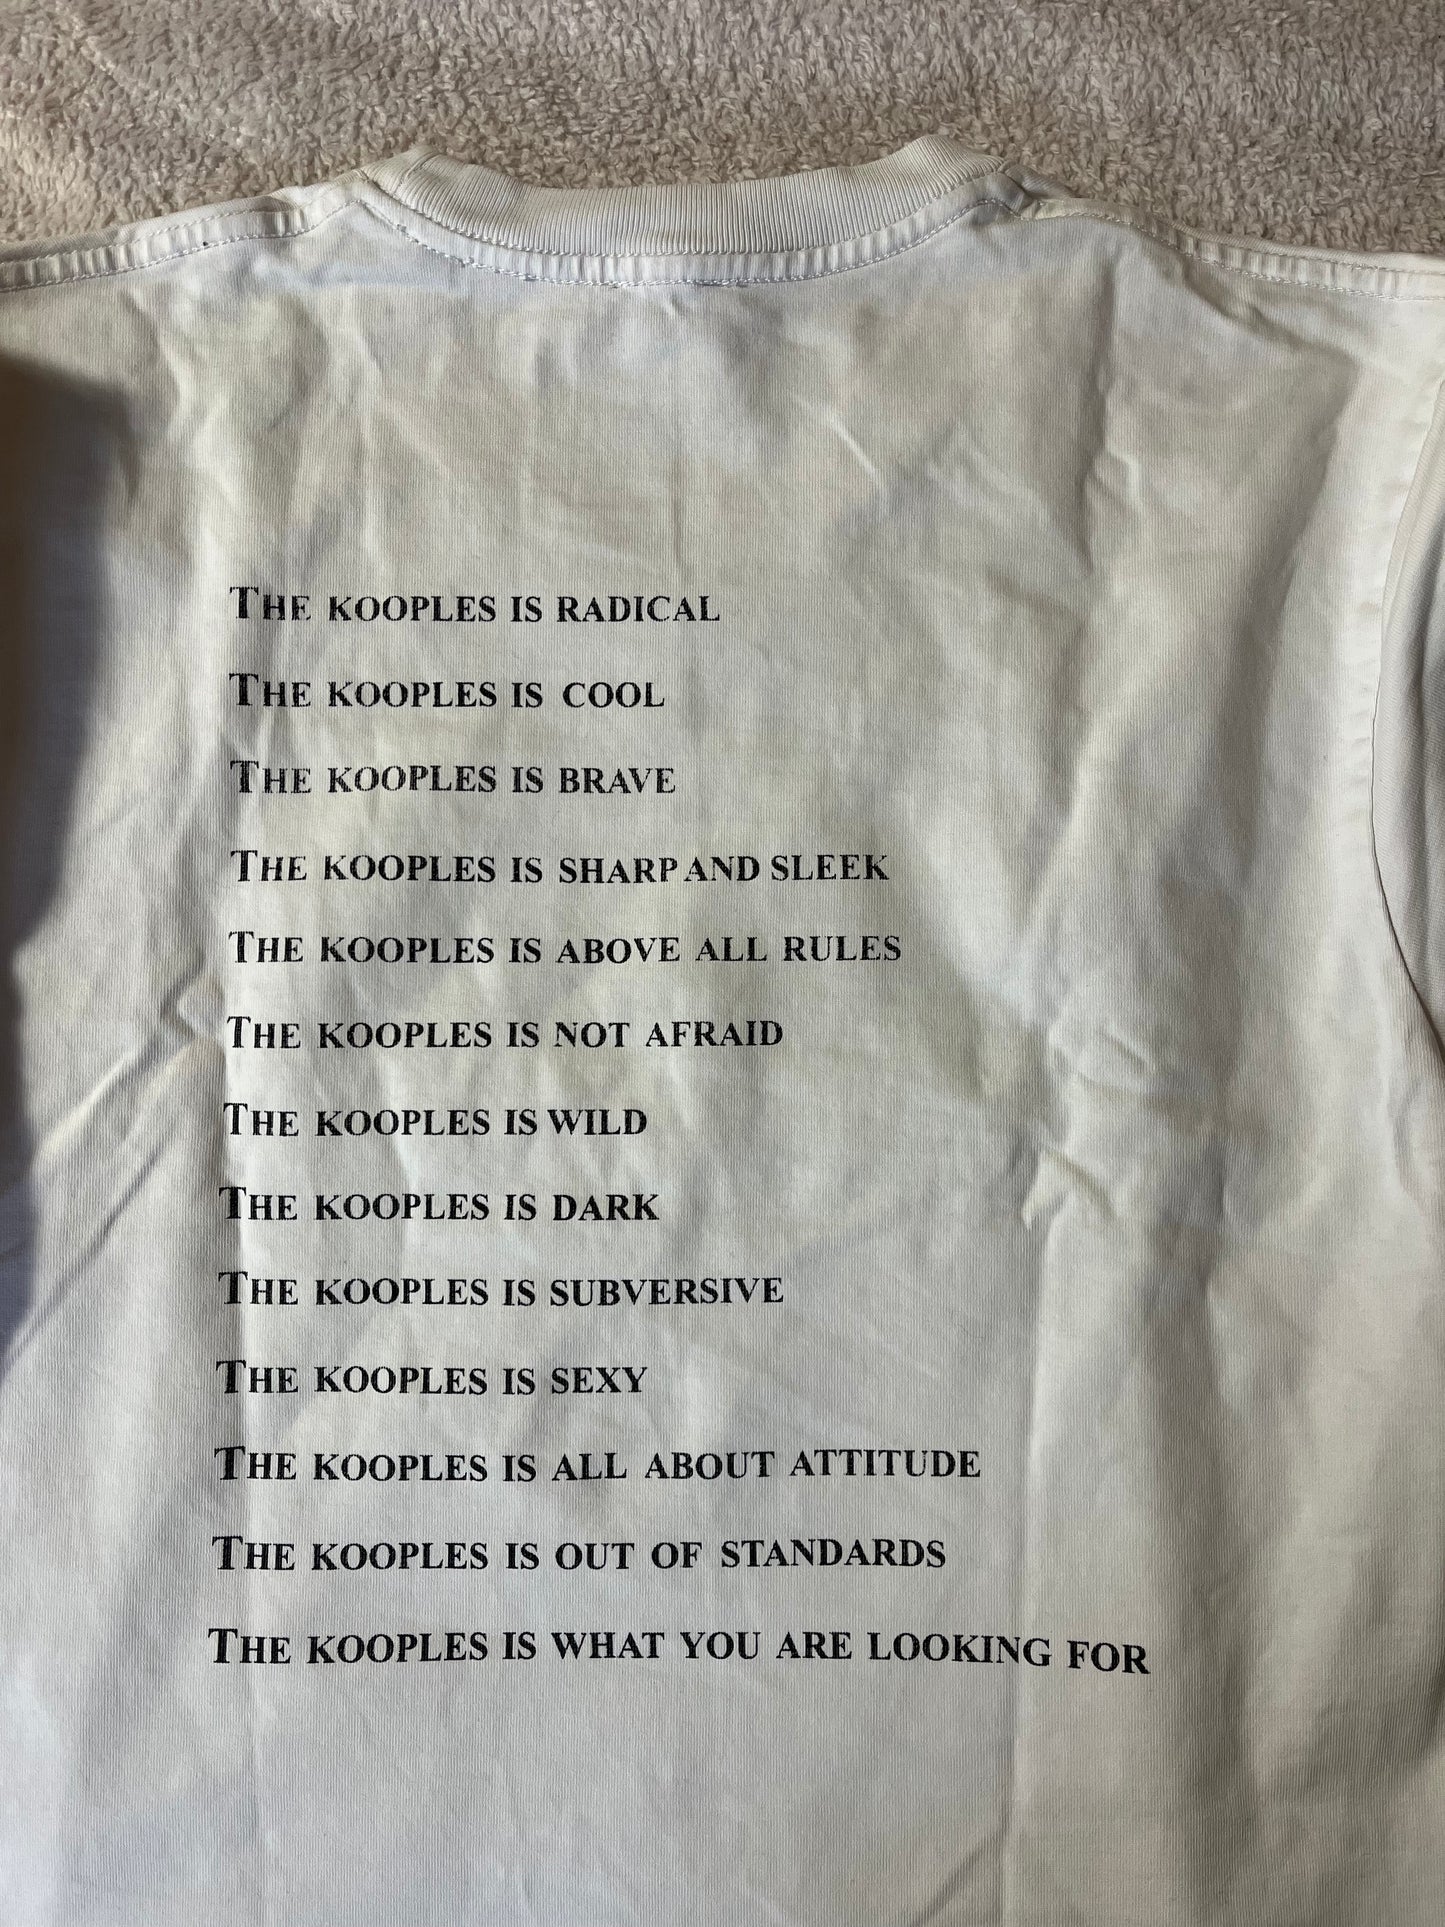 THE KOOPLES IS RADICAL
THE KOOPLES IS COOL
THE KOOPLES IS BRAVE
THE KOOPLES IS SHARP AND SLEEK
THE KOOPLES IS ABOVE ALL RULES
THE KOOPLES IS NOT AFRAID
THE KOOPLES IS WILD
THE KOOPLES IS DARK
THE KOOPLES IS SUBVERSIVE
THE KOOPLES IS SEXY
THE KOOPLES IS ALL ABOUT ATTITUDE
THE KOOPLES IS OUT OF STANDARDS
THE KOOPLES IS WHAT YOU ARE LOOKING FOR